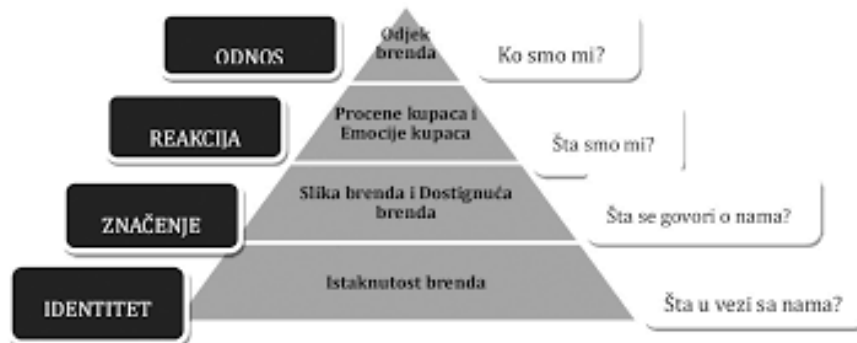 Odjek
brenda
ODNOS
Ko smo mi?
Procene kupaca i
Emocije kupaca
REAKCIJA
Šta smo mi?
Slika brenda i Dostignuća
brenda
ZNAČENJE
Šta se govori o nama?
Istaknutost brenda
IDENTITET
Šta u vezi sa nama?